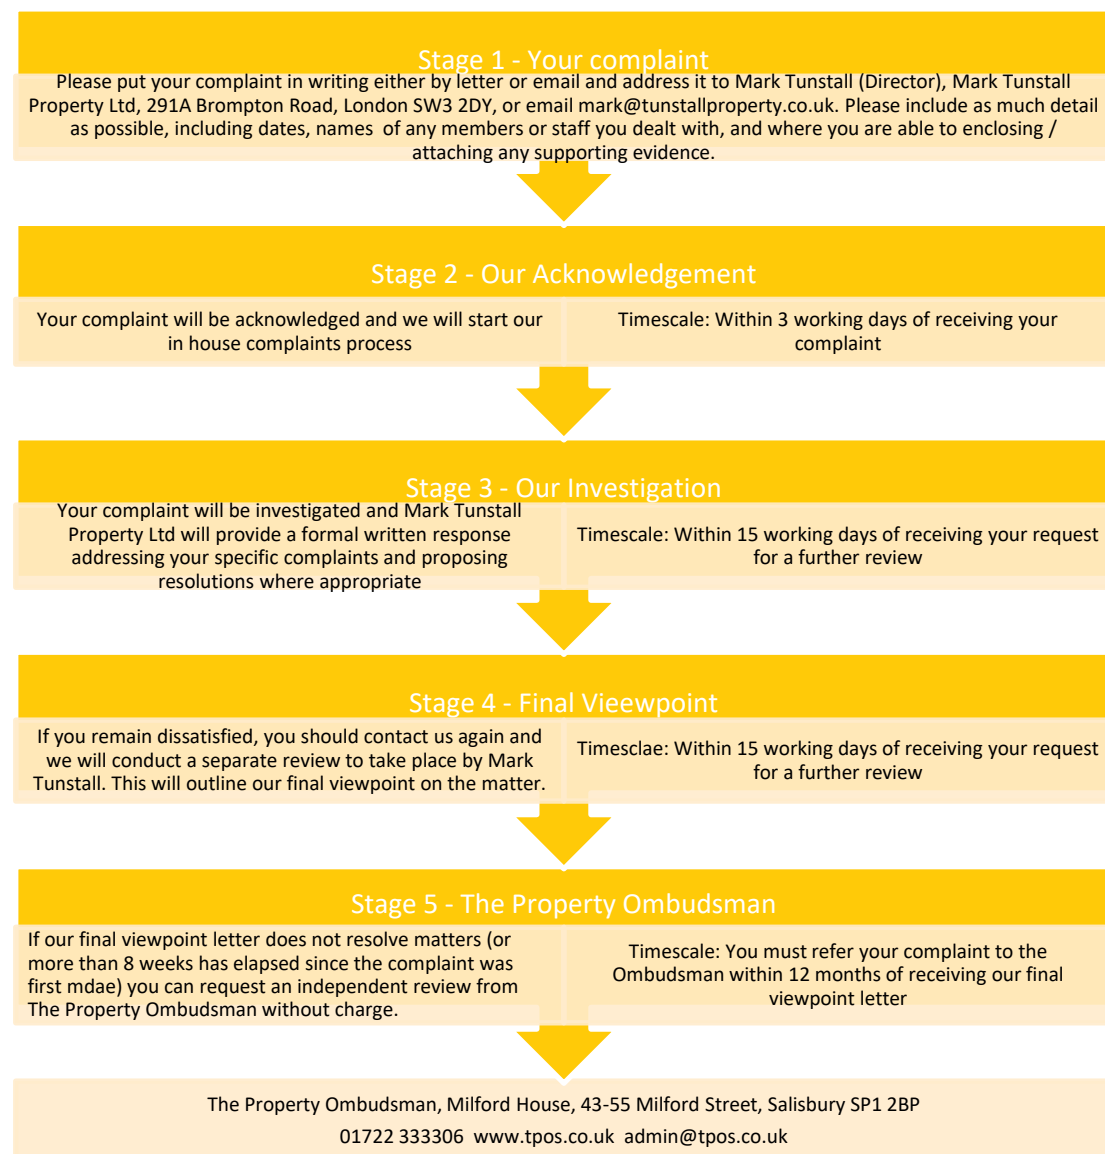 Stage 1 - Your complaint
Please put your complaint in writing either by letter or email and address it to Mark Tunstall (Director), Mark Tunstall
Property Ltd, 291A Brompton Road, London SW3 2DY, or email mark@tunstallproperty.co.uk. Please include as much detail
as possible, including dates, names of any members or staff you dealt with, and where you are able to enclosing /
attaching any supporting evidence.
Stage 2 - Our Acknowledgement
Your complaint will be acknowledged and we will start our
in house complaints process
Timescale: Within 3 working days of receiving your
complaint
Stage 3 - Our Investigation
Your complaint will be investigated and Mark Tunstall
Property Ltd will provide a formal written response
addressing your specific complaints and proposing
resolutions where appropriate
Timescale: Within 15 working days of receiving your request
for a further review
Stage 4 - Final Vieewpoint
If you remain dissatisfied, you should contact us again and
we will conduct a separate review to take place by Mark
Tunstall. This will outline our final viewpoint on the matter.
Timesclae: Within 15 working days of receiving your request
for a further review
Stage 5 - The Property Ombudsman
If our final viewpoint letter does not resolve matters (or
more than 8 weeks has elapsed since the complaint was
first mdae) you can request an independent review from
The Property Ombudsman without charge.
Timescale: You must refer your complaint to the
Ombudsman within 12 months of receiving our final
viewpoint letter
The Property Ombudsman, Milford House, 43-55 Milford Street, Salisbury SP1 2BP
01722 333306 www.tpos.co.uk admin@tpos.co.uk